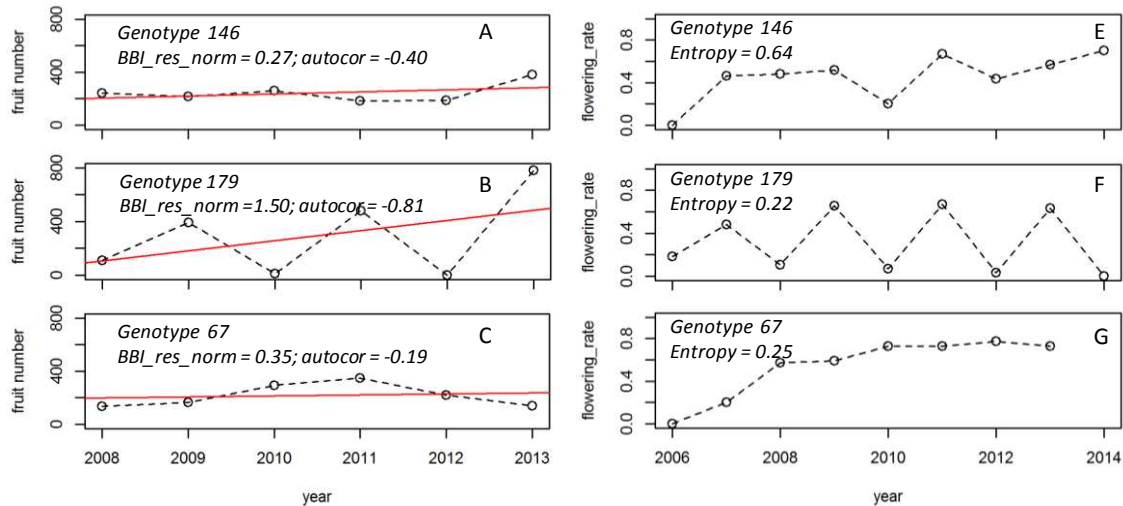 fruit number
800
400
0
Genotype 146
BBI_res_norm = 0.27; autocor = -0.40
A
fruit number
800
400
0
Genotype 179
BBI_res_norm =1.50; autocor = -0.81
B
fruit number
800
400
0
Genotype 67
BBI_res_norm = 0.35; autocor = -0.19
C
2008 2009 2010 2011 2012 2013
year
flowering_rate
0.8
0.4
0.0
Genotype 146
Entropy = 0.64
E
flowering_rate
0.8
0.4
0.0
Genotype 179
Entropy = 0.22
F
flowering_rate
0.8
0.4
0.0
Genotype 67
Entropy = 0.25
G
2006 2008 2010 2012 2014
year